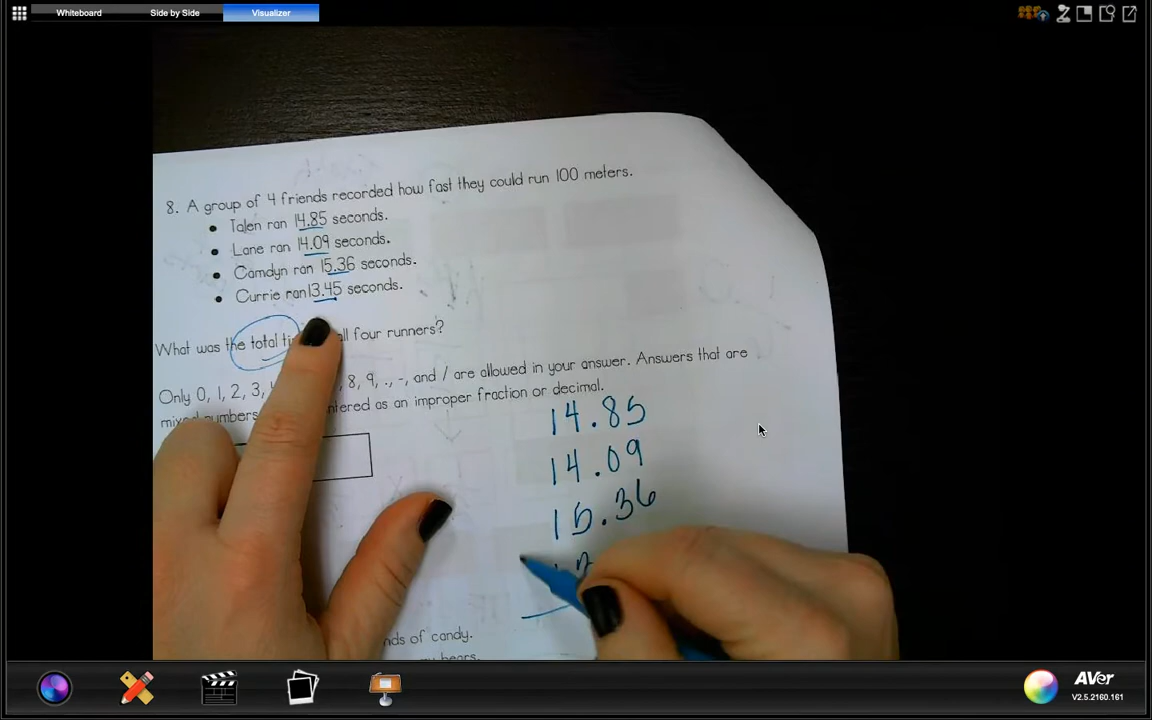 Whiteboard Side by Side Visualizer
8. A group of 4 friends recorded how fast they could run 100 meters.
• Talen ran 14.85 seconds.
• Lane ran 14.09 seconds.
• Camdyn ran 15.36 seconds.
• Currie ran 13.45 seconds.
What was the total all four runners?
Only 0, 1, 2, 3, 8, 9, ., -, and / are allowed in your answer. Answers that are
mixed numbers as an improper fraction or decimal.
14.85
14.09
15.36
of candy.
AVer
V2.5.2160.161